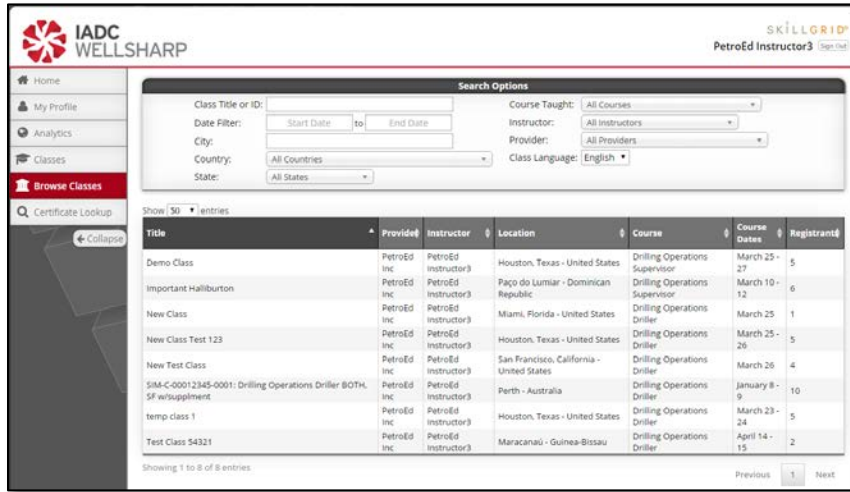 IADC
WELLSHARP
SKILLGRID
PetroEd Instructor3 Sign Out
Home
My Profile
Analytics
Classes
Browse Classes
Certificate Lookup
Collapse
Search Options
Class Title or ID:
Date Filter: Start Date to End Date
City:
Country: All Countries
State: All States
Course Taught: All Courses
Instructor: All Instructors
Provider: All Providers
Class Language: English
Show 50 entries
Title Provider Instructor Location Course Course Dates Registrants
Demo Class PetroEd Inc PetroEd Instructor3 Houston, Texas - United States Drilling Operations Supervisor March 25 - 27 5
Important Halliburton PetroEd Inc PetroEd Instructor3 Paço do Lumiar - Dominican Republic Drilling Operations Supervisor March 10 - 12 6
New Class PetroEd Inc PetroEd Instructor3 Miami, Florida - United States Drilling Operations Driller March 25 1
New Class Test 123 PetroEd Inc PetroEd Instructor3 Houston, Texas - United States Drilling Operations Driller March 25 - 26 5
New Test Class PetroEd Inc PetroEd Instructor3 San Francisco, California - United States Drilling Operations Driller March 26 4
SIM-C-00012345-0001: Drilling Operations Driller BOTH, SF w/supplment PetroEd Inc PetroEd Instructor3 Perth - Australia Drilling Operations Driller January 8 - 9 10
temp class 1 PetroEd Inc PetroEd Instructor3 Houston, Texas - United States Drilling Operations Driller March 23 - 24 5
Test Class 54321 PetroEd Inc PetroEd Instructor3 Maracanaú - Guinea-Bissau Drilling Operations Driller April 14 - 15 2
Showing 1 to 8 of 8 entries
Previous 1 Next